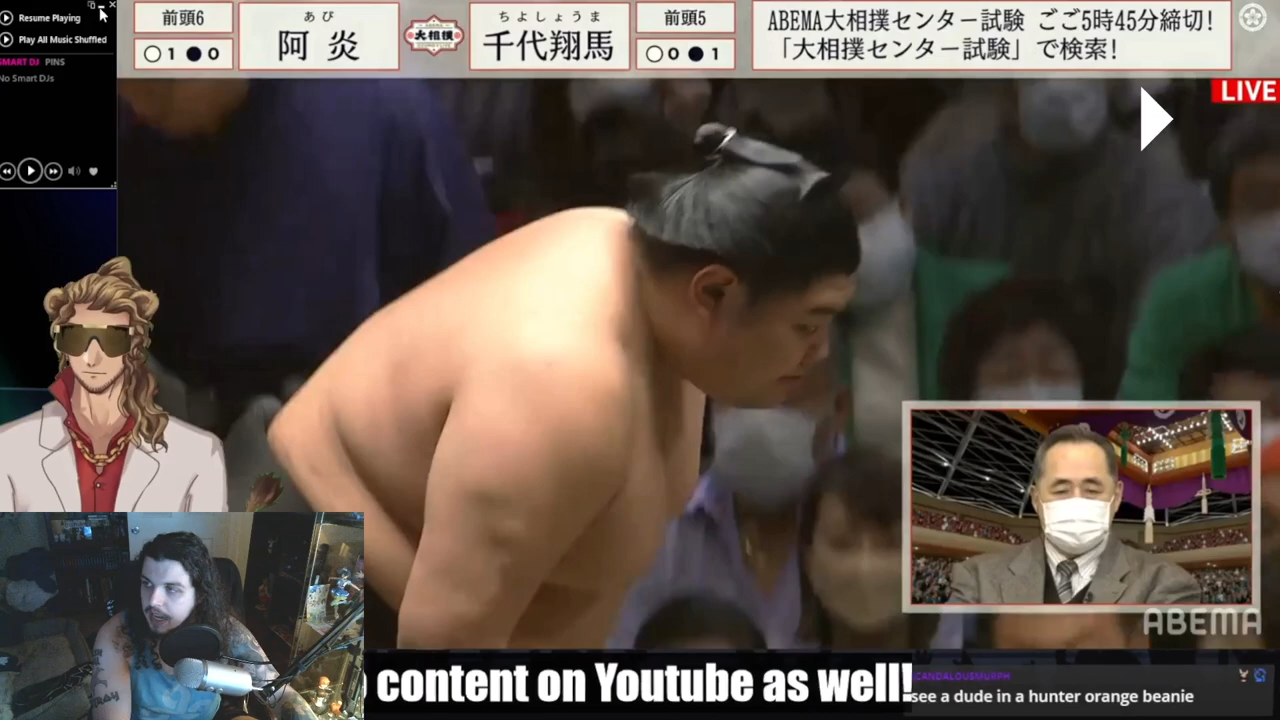 Resume Playing
Play All Music Shuffled
SMART DJ PINS
No Smart DJs
前頭6
○1 ●0
あび
阿炎
大相撲
ちよしょうま
千代翔馬
前頭5
○0 ●1
ABEMA大相撲センター試験 ごご5時45分締切!
「大相撲センター試験」で検索!
LIVE
ABEMA
content on Youtube as well!
SCANDALOUSMURPH
see a dude in a hunter orange beanie